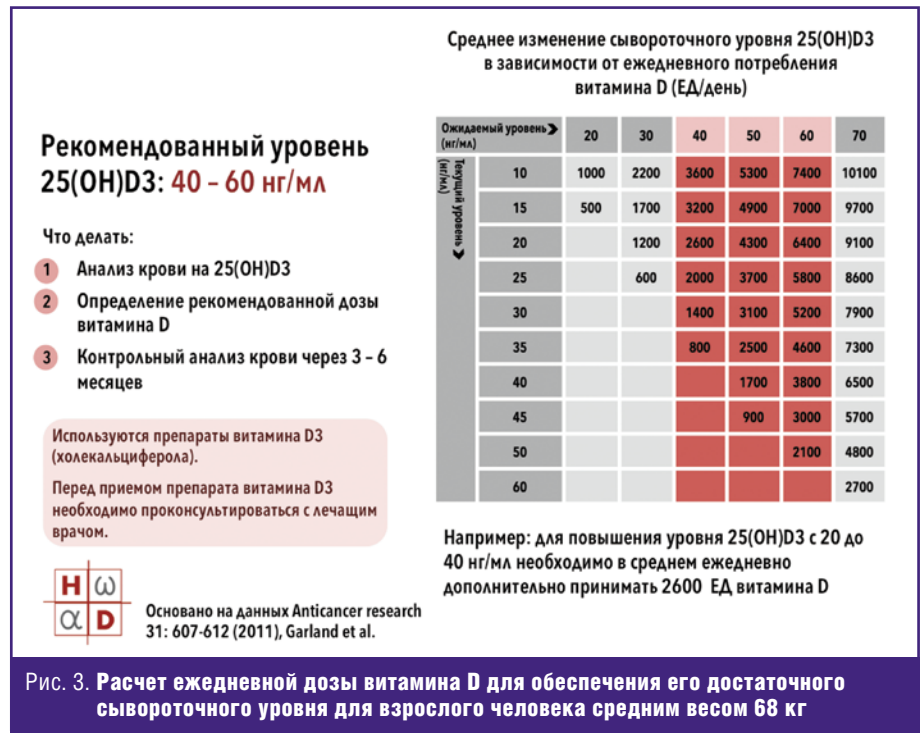 Среднее изменение сывороточного уровня 25(OH)D3
в зависимости от ежедневного потребления
витамина D (ЕД/день)
Рекомендованный уровень
25(OH)D3: 40 – 60 нг/мл
Что делать:
1 Анализ крови на 25(OH)D3
2 Определение рекомендованной дозы
витамина D
3 Контрольный анализ крови через 3 – 6
месяцев
Используются препараты витамина D3
(холекальциферола).
Перед приемом препарата витамина D3
необходимо проконсультироваться с лечащим
врачом.
H ω
α D
Основано на данных Anticancer research
31: 607-612 (2011), Garland et al.
Ожидаемый уровень
(нг/мл)
20 30 40 50 60 70
Текущий уровень
(нг/мл)
10 1000 2200 3600 5300 7400 10100
15 500 1700 3200 4900 7000 9700
20 1200 2600 4300 6400 9100
25 600 2000 3700 5800 8600
30 1400 3100 5200 7900
35 800 2500 4600 7300
40 1700 3800 6500
45 900 3000 5700
50 2100 4800
60 2700
Например: для повышения уровня 25(OH)D3 с 20 до
40 нг/мл необходимо в среднем ежедневно
дополнительно принимать 2600 ЕД витамина D
Рис. 3. Расчет ежедневной дозы витамина D для обеспечения его достаточного
сывороточного уровня для взрослого человека средним весом 68 кг